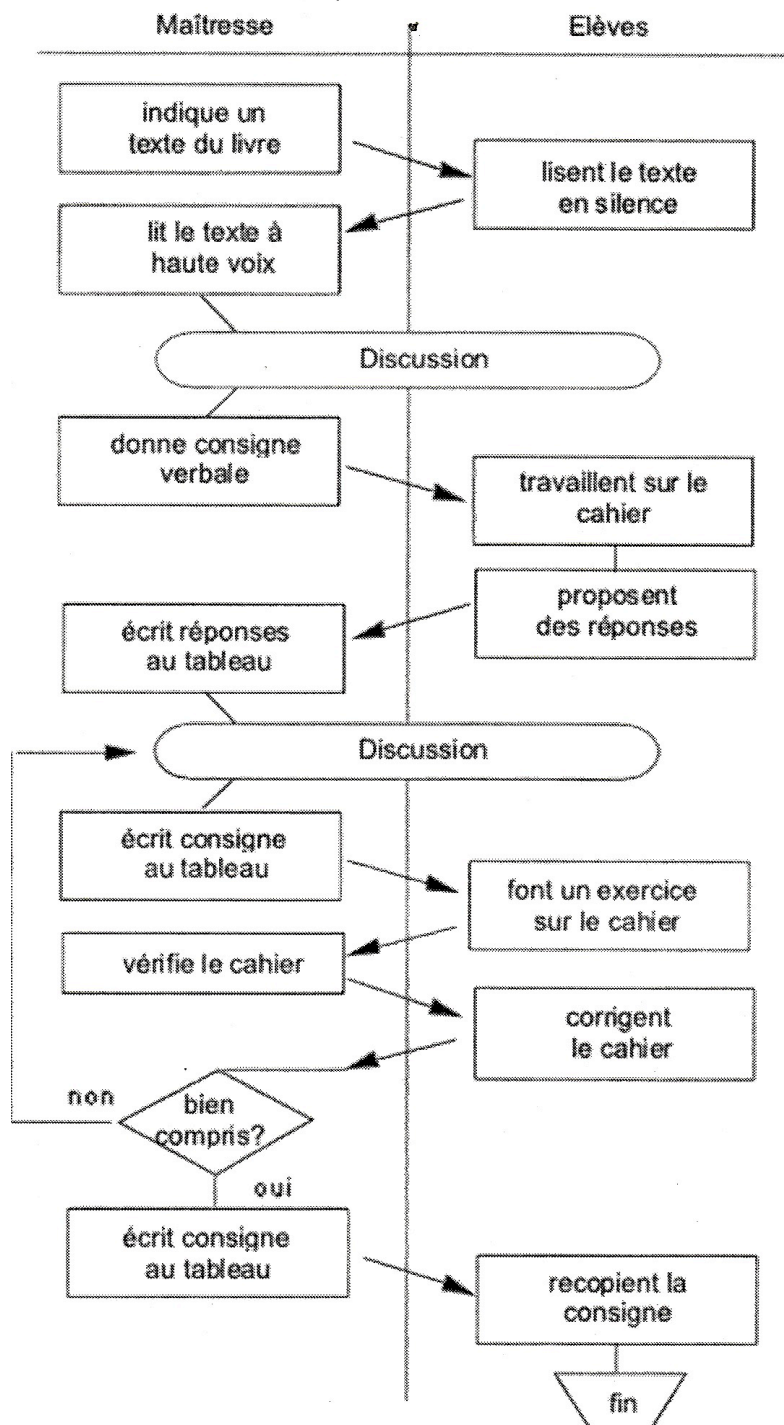 Maîtresse
Elèves
indique un
texte du livre
lisent le texte
en silence
lit le texte à
haute voix
Discussion
donne consigne
verbale
travaillent sur le
cahier
proposent
des réponses
écrit réponses
au tableau
Discussion
écrit consigne
au tableau
font un exercice
sur le cahier
vérifie le cahier
corrigent
le cahier
non
bien
compris?
oui
écrit consigne
au tableau
recopient la
consigne
fin